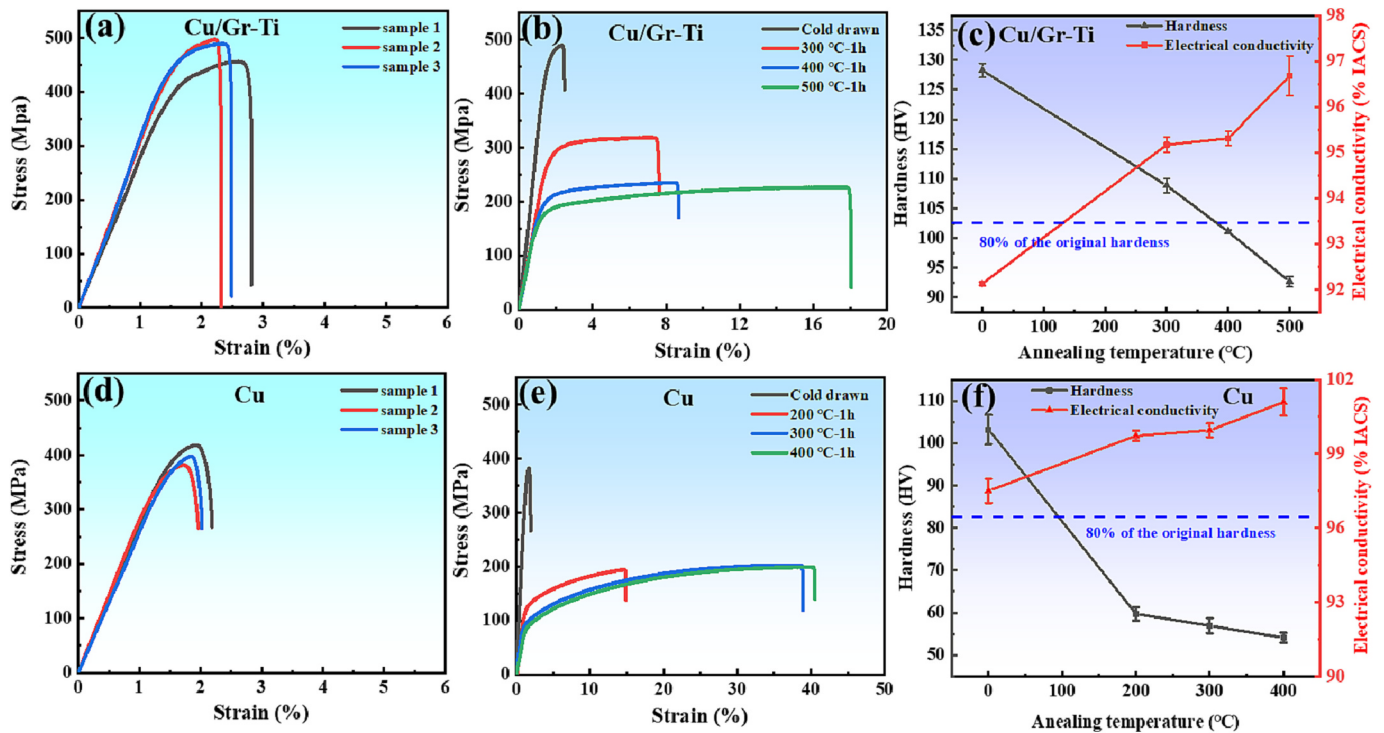 (a)
Cu/Gr-Ti
sample 1
sample 2
sample 3
500
400
300
200
100
0
Stress (Mpa)
0 1 2 3 4 5 6
Strain (%)
(b)
Cu/Gr-Ti
Cold drawn
300 °C-1h
400 °C-1h
500 °C-1h
500
400
300
200
100
0
Stress (Mpa)
0 4 8 12 16 20
Strain (%)
(c)
Cu/Gr-Ti
Hardness
Electrical conductivity
135
130
125
120
115
110
105
100
95
90
Hardness (HV)
80% of the original hardenss
98
97
96
95
94
93
92
Electrical conductivity (% IACS)
0 100 200 300 400 500
Annealing temperature (°C)
(d)
Cu
sample 1
sample 2
sample 3
500
400
300
200
100
0
Stress (MPa)
0 1 2 3 4 5 6
Strain (%)
(e)
Cu
Cold drawn
200 °C-1h
300 °C-1h
400 °C-1h
500
400
300
200
100
0
Stress (MPa)
0 10 20 30 40 50
Strain (%)
(f)
Cu
Hardness
Electrical conductivity
110
100
90
80
70
60
50
Hardness (HV)
80% of the original hardness
102
99
96
93
90
Electrical conductivity (% IACS)
0 100 200 300 400
Anealing temperature (°C)